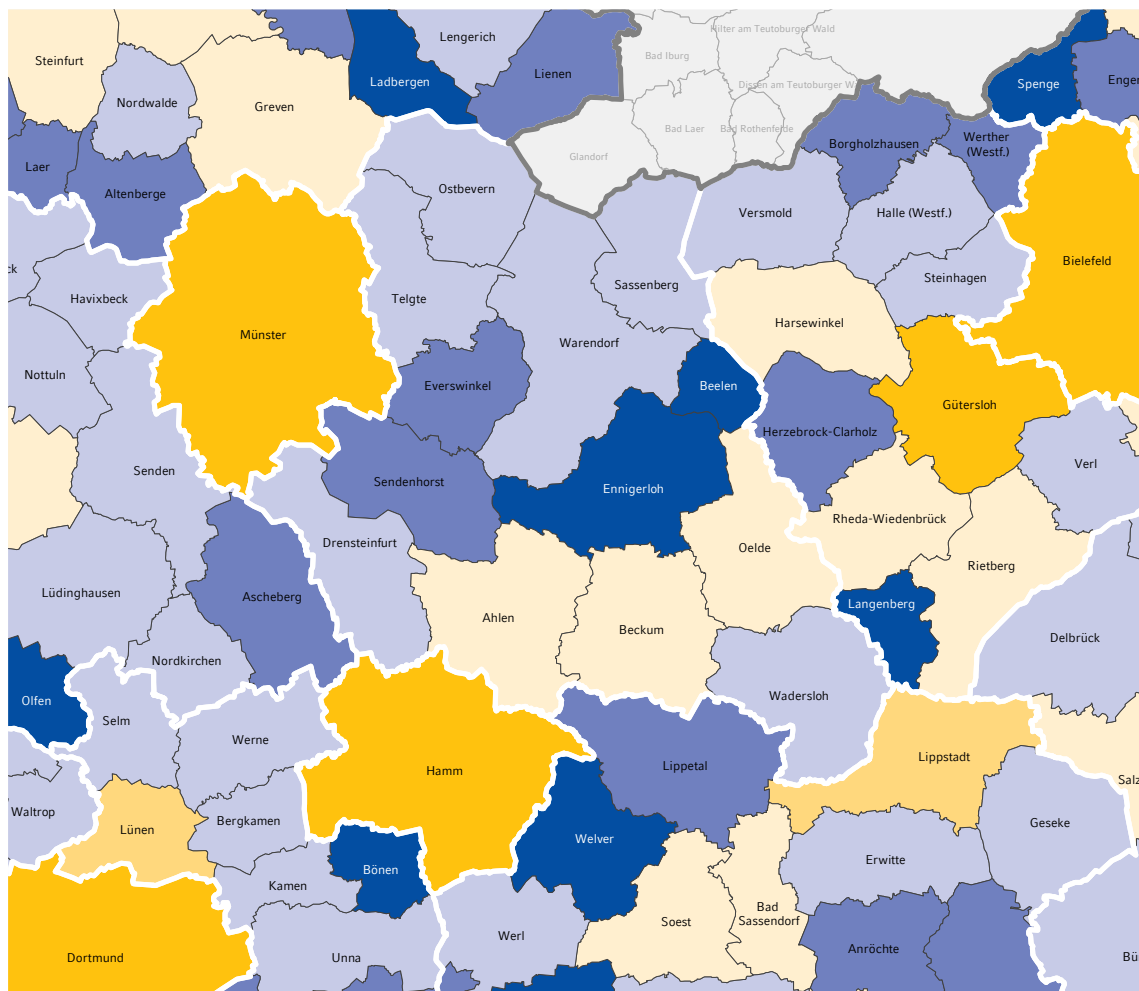 Hilter am Teutoburger Wald
Lengerich
Bad Iburg
Steinfurt
Lienen
Ladbergen
Dissen am Teutoburger W
Spenge
Enger
Nordwalde
Greven
Bad Laer
Bad Rothenfelde
Borgholzhausen
Werther
(Westf.)
Glandorf
Laer
Altenberge
Ostbevern
Versmold
Halle (Westf.)
Bielefeld
ck
Havixbeck
Telgte
Sassenberg
Steinhagen
Münster
Warendorf
Harsewinkel
Nottuln
Everswinkel
Beelen
Gütersloh
Herzebrock-Clarholz
Senden
Sendenhorst
Ennigerloh
Verl
Drensteinfurt
Oelde
Rheda-Wiedenbrück
Rietberg
Lüdinghausen
Ascheberg
Ahlen
Beckum
Langenberg
Delbrück
Nordkirchen
Olfen
Selm
Wadersloh
Werne
Hamm
Lippetal
Lippstadt
Salz
Waltrop
Lünen
Bergkamen
Geseke
Welver
Bönen
Erwitte
Kamen
Soest
Bad
Sassendorf
Werl
Anröchte
Dortmund
Unna
Bü